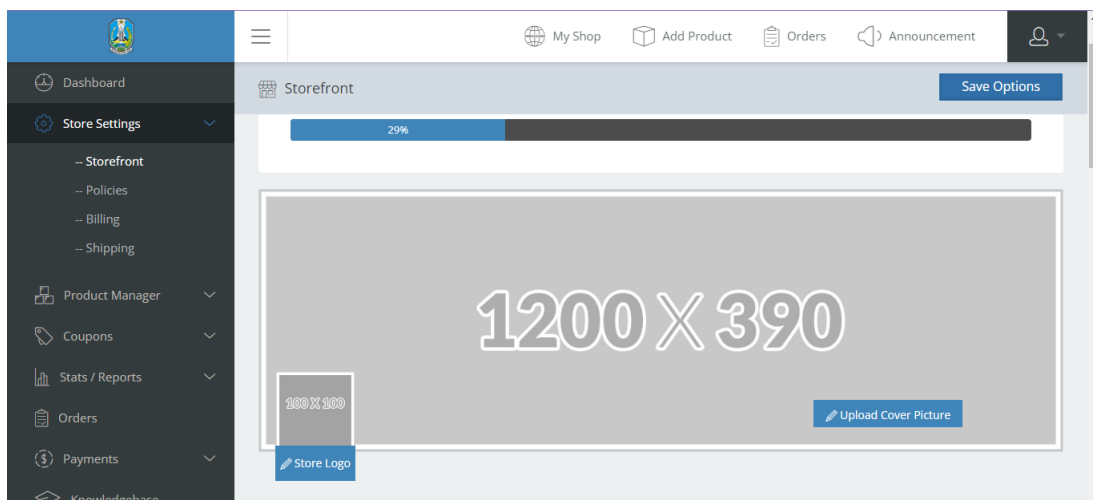 My Shop
Add Product
Orders
Announcement
Dashboard
Store Settings
-- Storefront
-- Policies
-- Billing
-- Shipping
Product Manager
Coupons
Stats / Reports
Orders
Payments
Knowledgebase
Storefront
Save Options
29%
1200 X 390
100 X 100
Upload Cover Picture
Store Logo